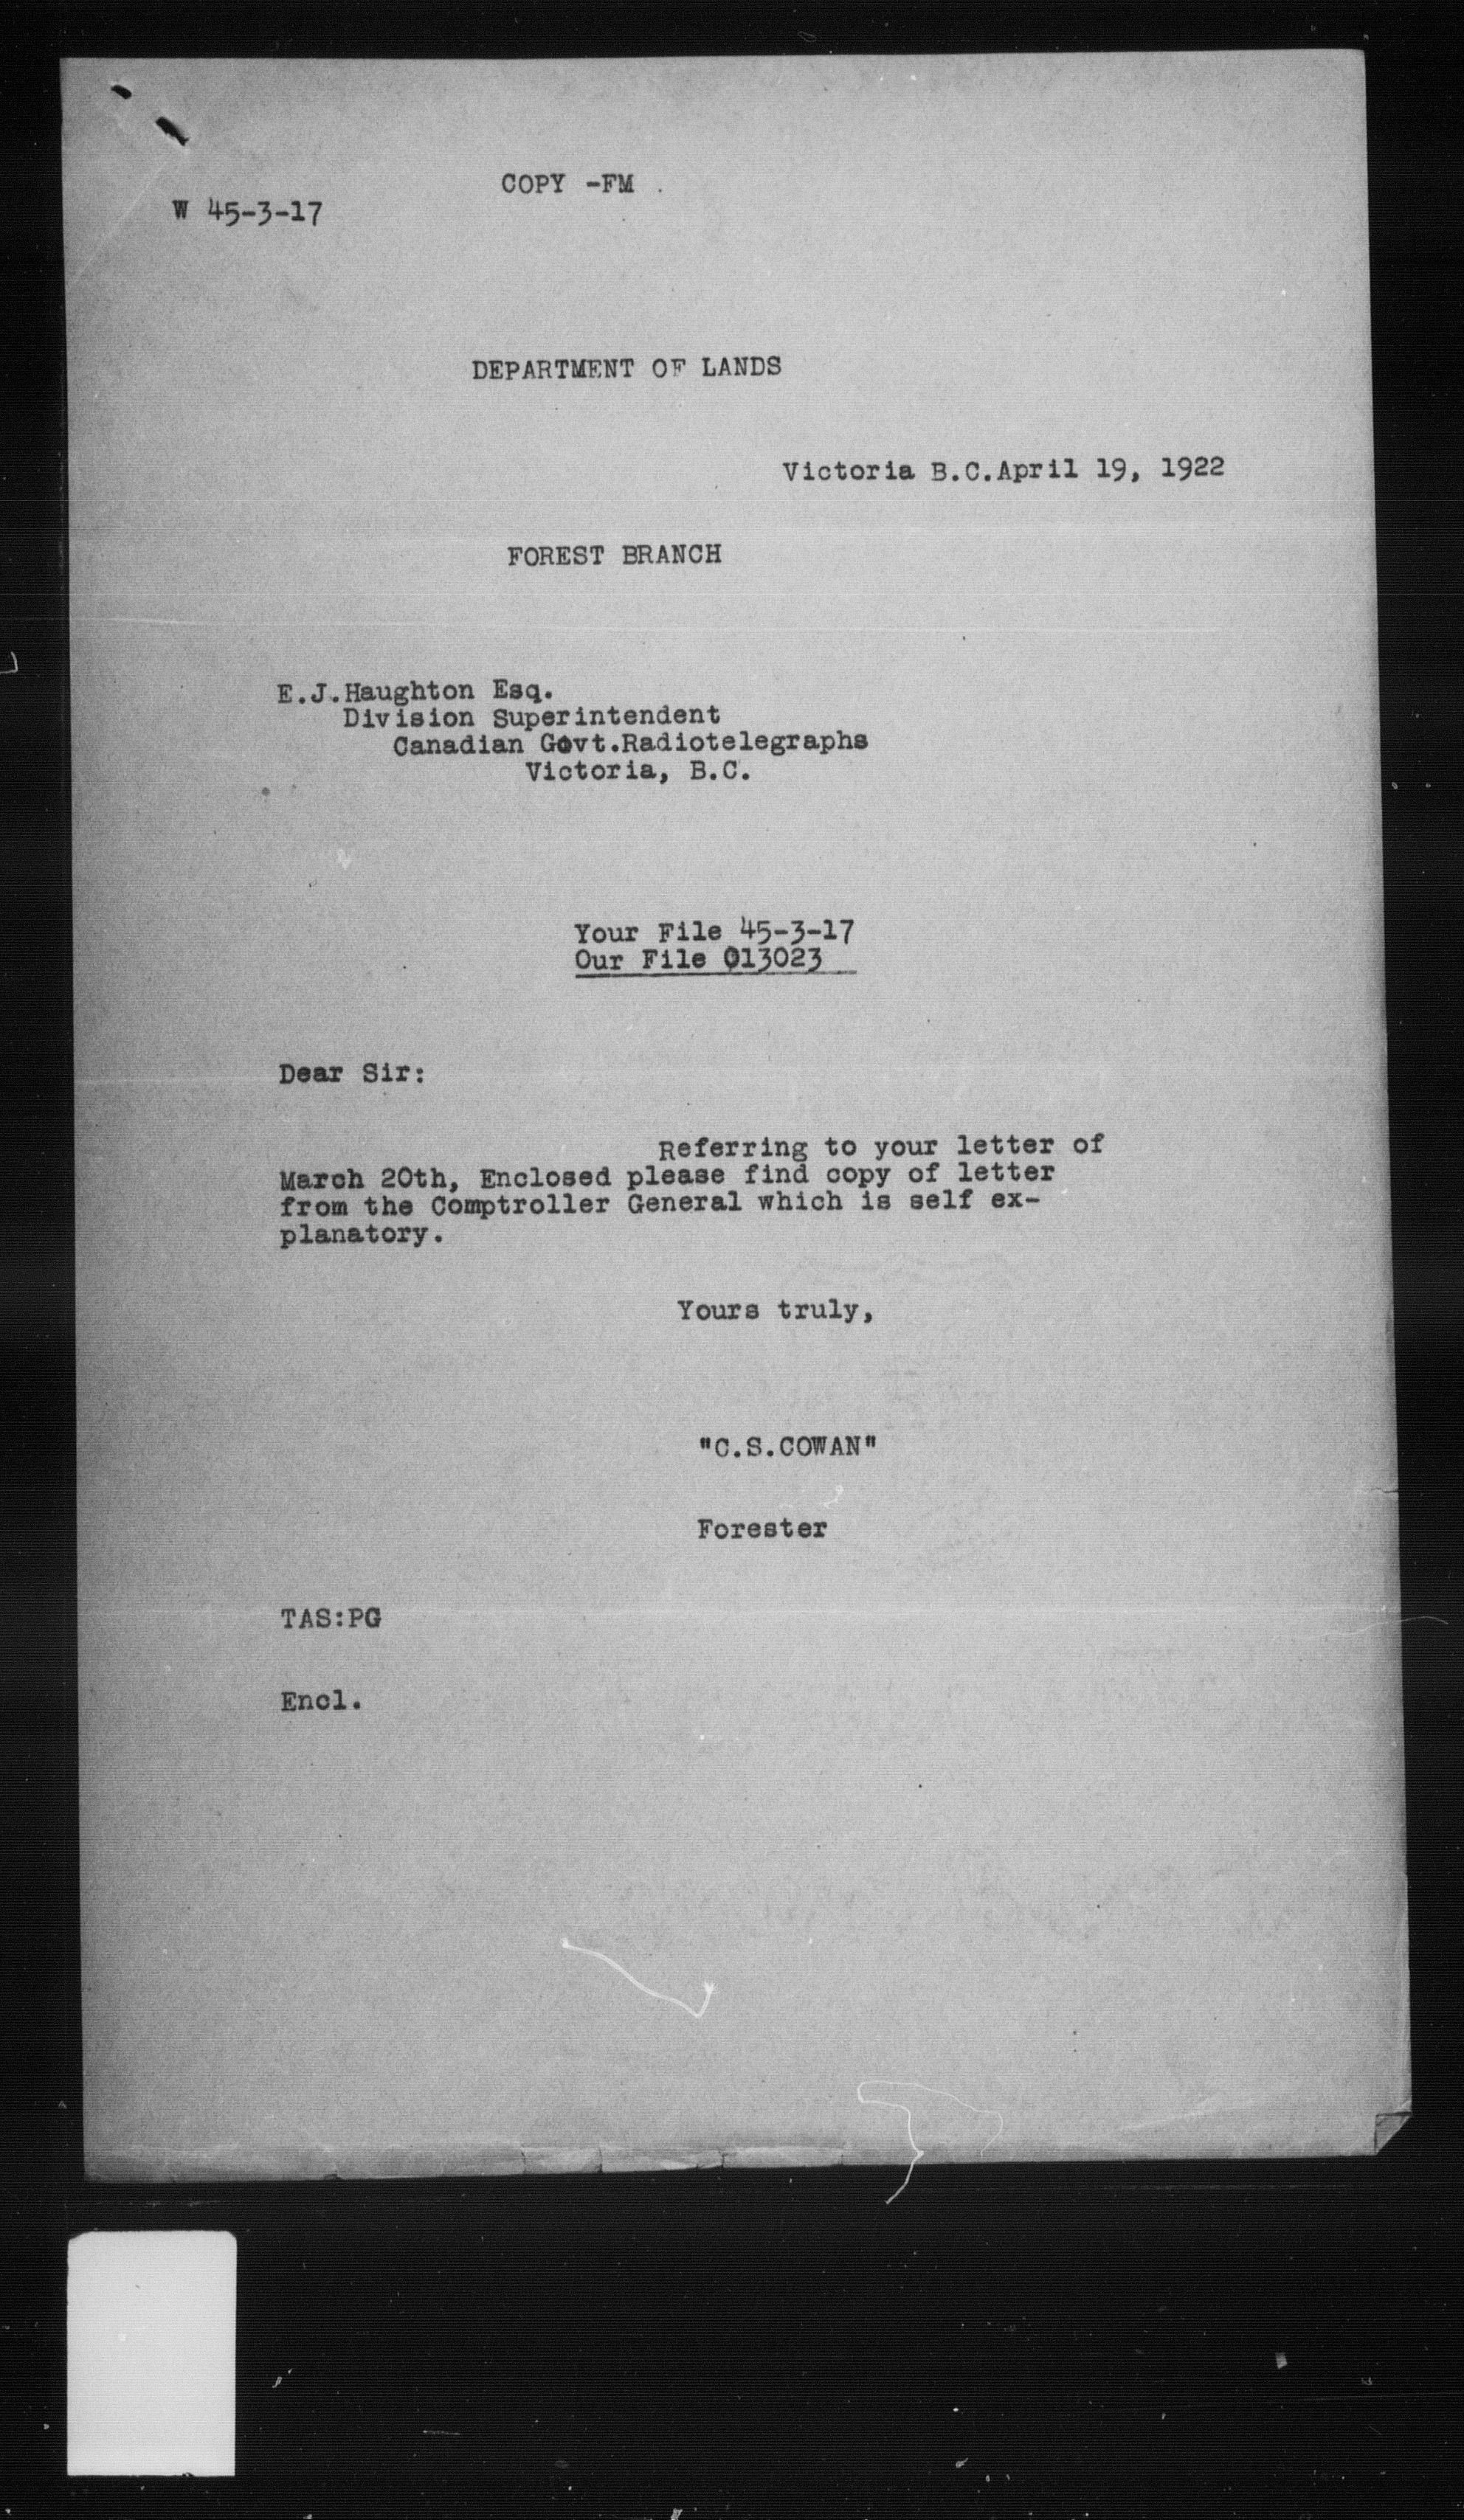 COPY -FM
W 45-3-17
DEPARTMENT OF LANDS
Victoria B.C.April 19, 1922
FOREST BRANCH
E.J.Haughton Esq.
Division Superintendent
Canadian Govt.Radiotelegraphs
Victoria, B.C.
Your File 45-3-17
Our File 013023
Dear Sir:
Referring to your letter of
March 20th, Enclosed please find copy of letter
from the Comptroller General which is self ex-
planatory.
Yours truly,
"C.S.COWAN"
Forester
TAS:PG
Encl.